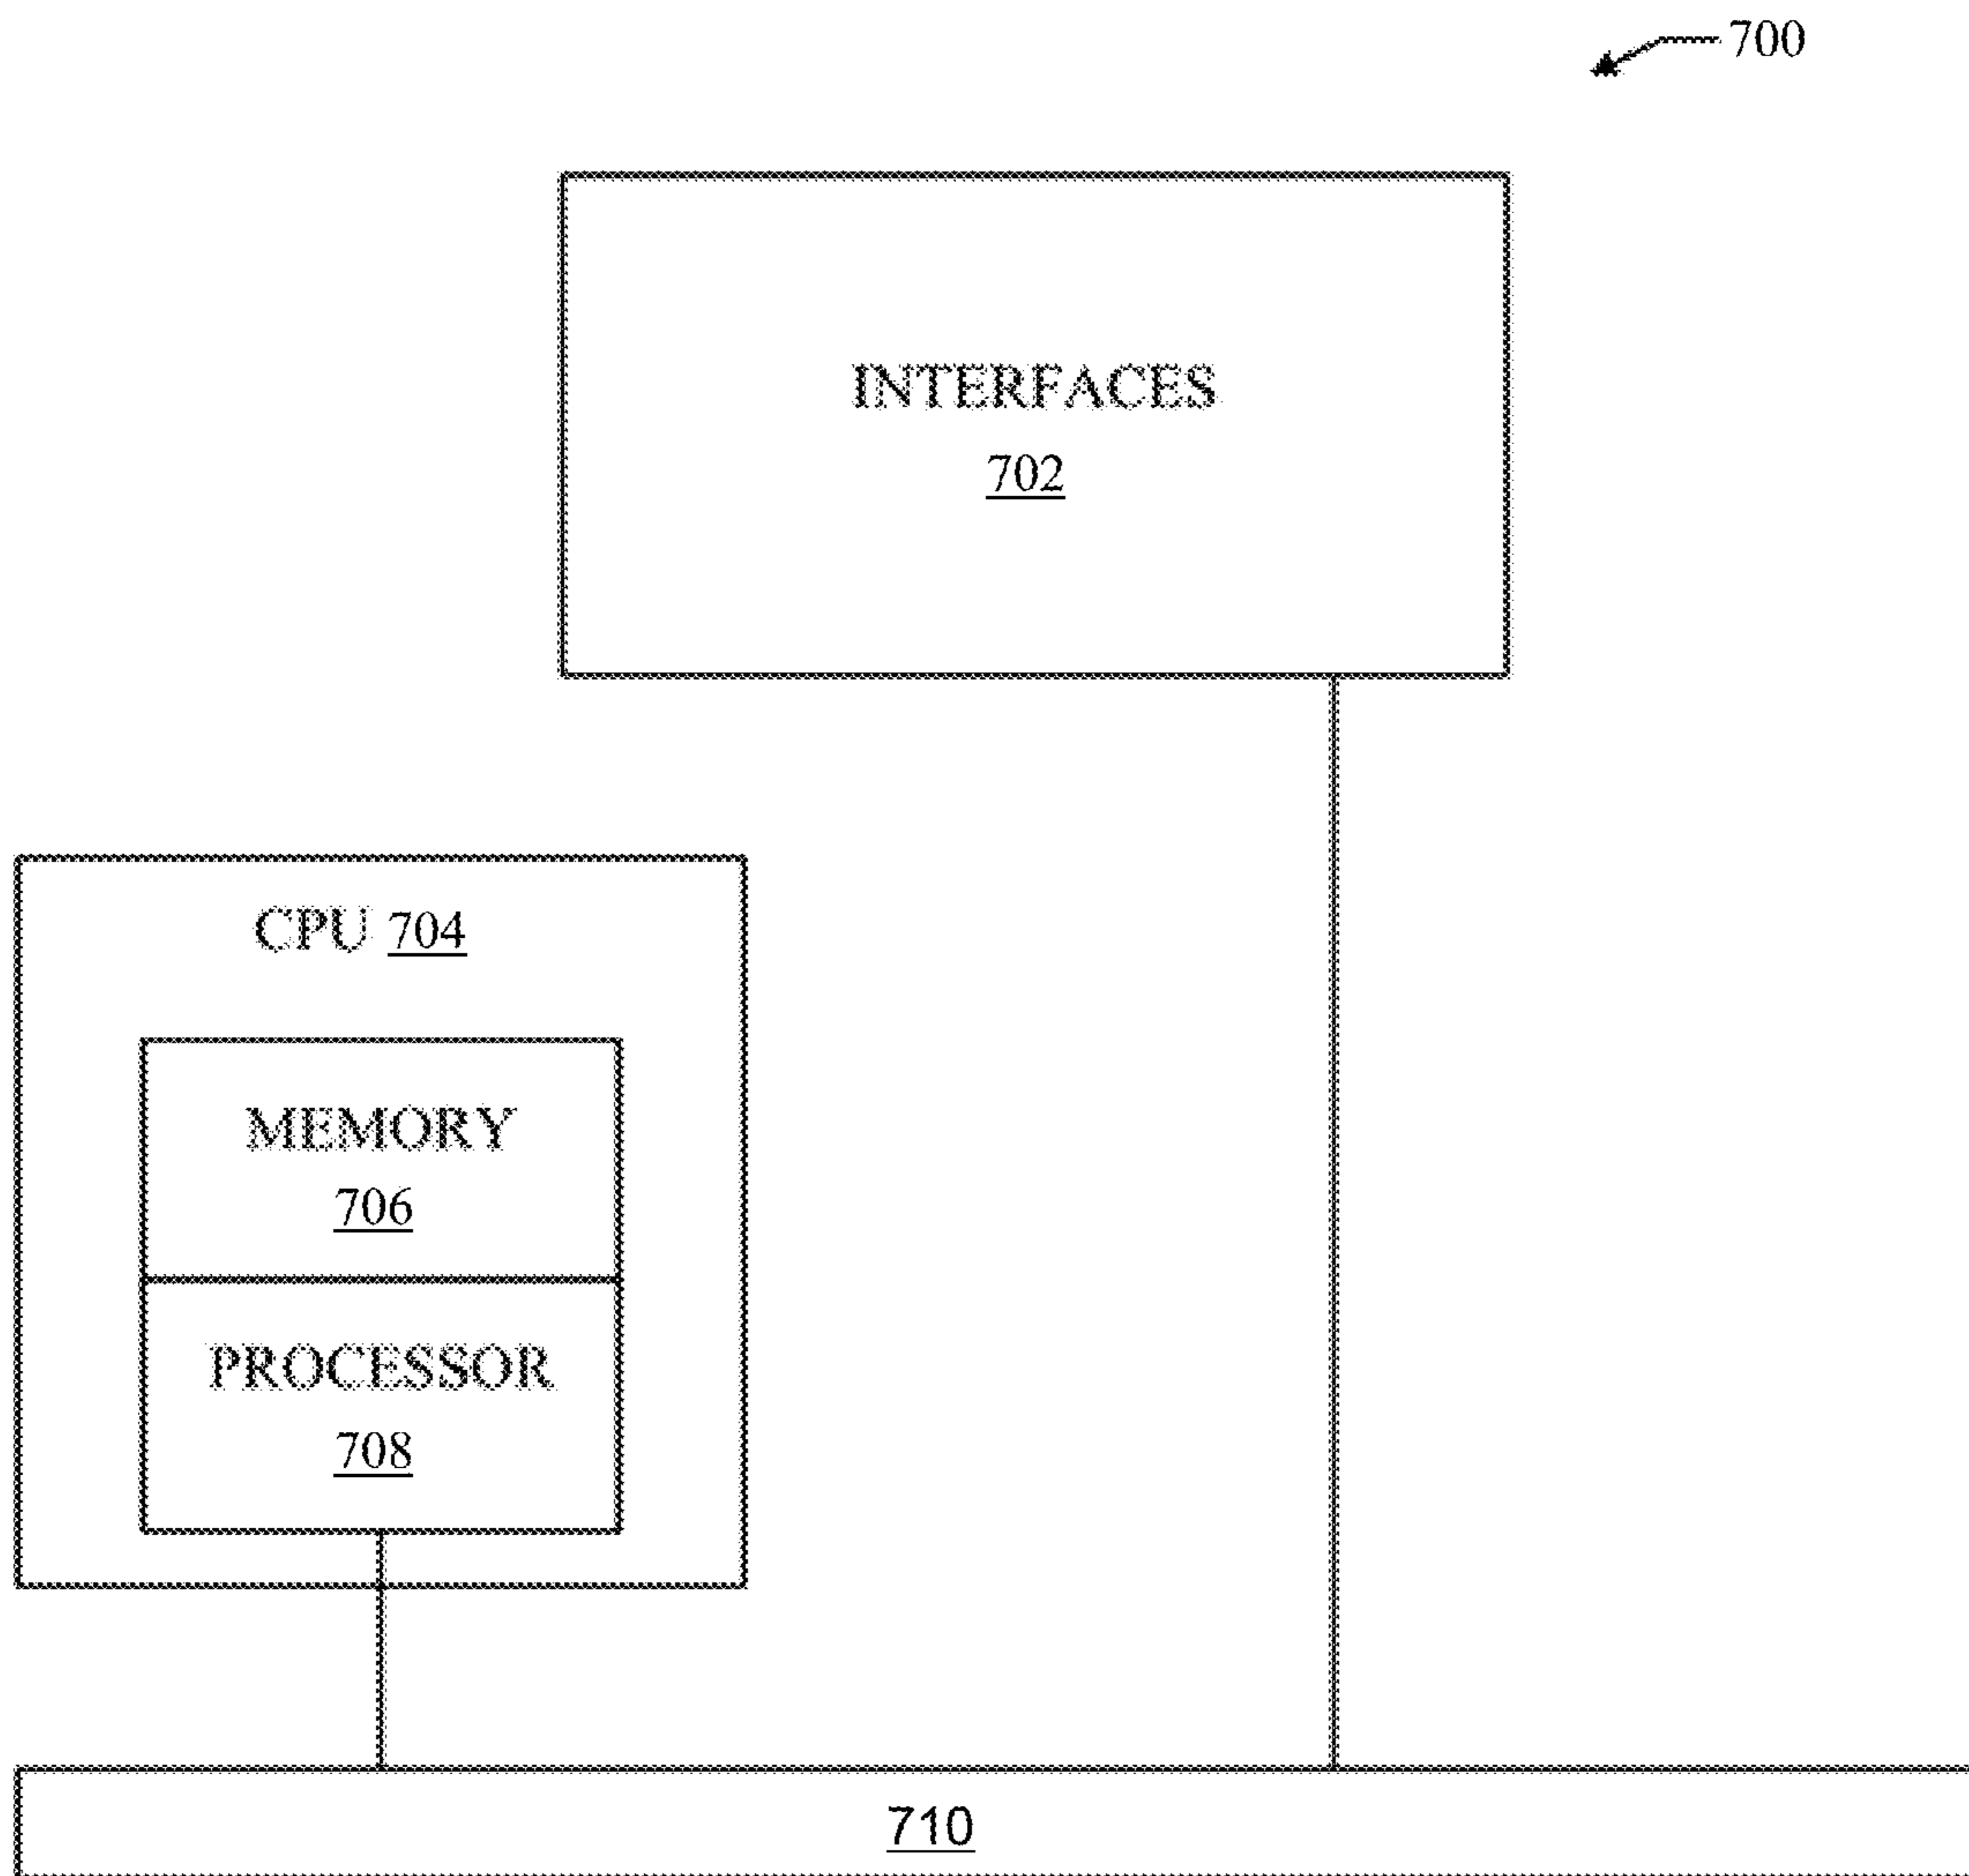 700
INTERFACES
702
CPU 704
MEMORY
706
PROCESSOR
708
710